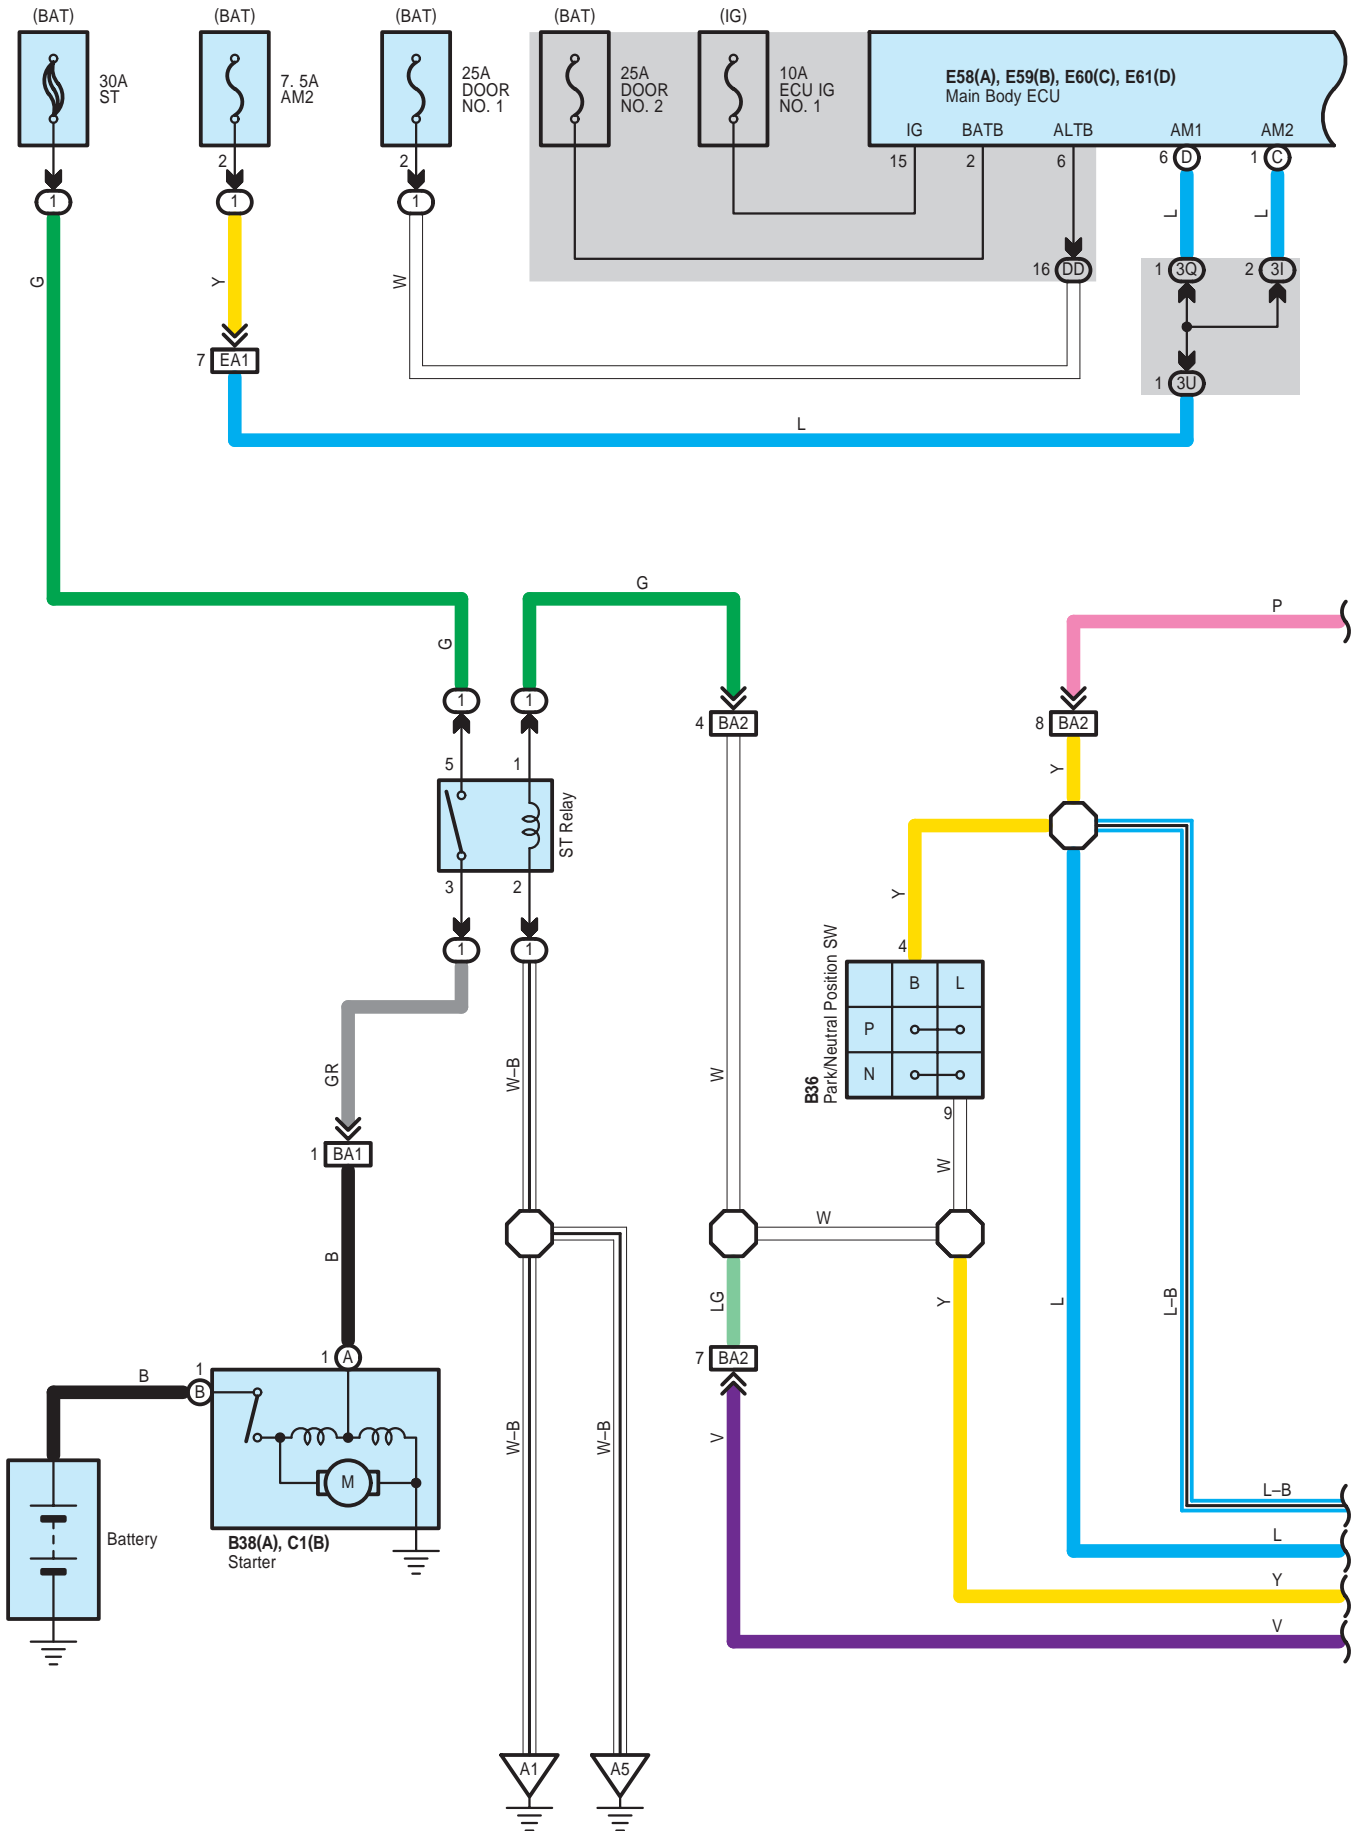 (BAT)
(BAT)
(BAT)
(BAT)
(IG)
30A
ST
7. 5A
AM2
25A
DOOR
NO. 1
25A
DOOR
NO. 2
10A
ECU IG
NO. 1
E58(A), E59(B), E60(C), E61(D)
Main Body ECU
IG
BATB
ALTB
AM1
AM2
2
2
15
2
6
6 D
1 C
1
1
1
L
L
G
Y
W
16 DD
1 3Q
2 3I
7 EA1
1 3U
L
G
P
G
1
1
4 BA2
8 BA2
5
1
Y
ST Relay
3
2
Y
1
1
4
B36
Park/Neutral Position SW
B L
P
N
GR
W–B
W
9
1 BA1
W
W
B
LG
Y
L
L–B
1 A
7 BA2
B
1
B
W–B
W–B
V
M
L–B
Battery
B38(A), C1(B)
Starter
L
Y
V
A1
A5